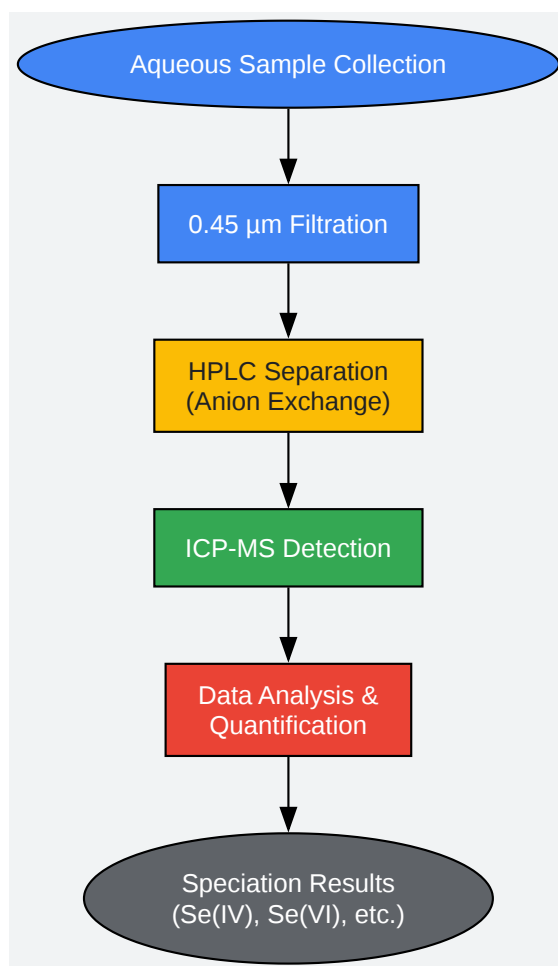 Aqueous Sample Collection
0.45 µm Filtration
HPLC Separation
(Anion Exchange)
ICP-MS Detection
Data Analysis &
Quantification
Speciation Results
(Se(IV), Se(VI), etc.)